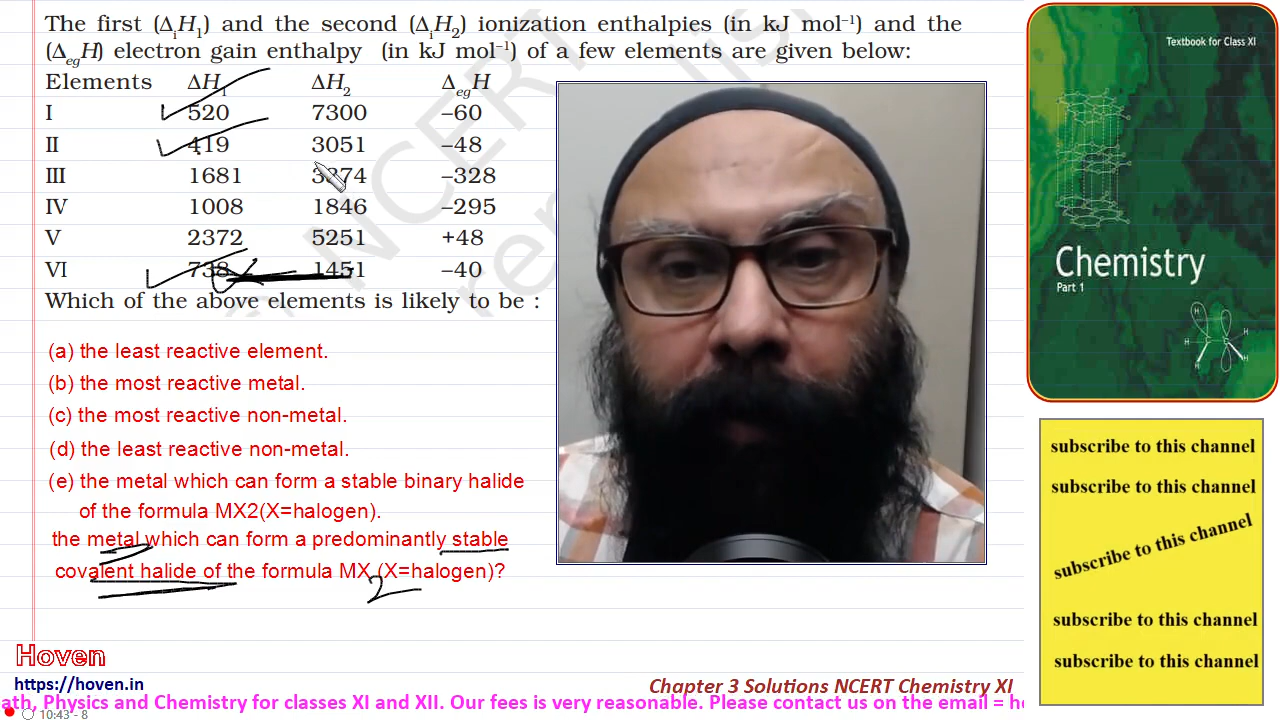 The first (ΔᵢH₁) and the second (ΔᵢH₂) ionization enthalpies (in kJ mol⁻¹) and the
(ΔegH) electron gain enthalpy (in kJ mol⁻¹) of a few elements are given below:
Elements ΔH₁ ΔH₂ ΔegH
I 520 7300 –60
II 419 3051 –48
III 1681 3374 –328
IV 1008 1846 –295
V 2372 5251 +48
VI 738 1451 –40
Which of the above elements is likely to be :
(a) the least reactive element.
(b) the most reactive metal.
(c) the most reactive non-metal.
(d) the least reactive non-metal.
(e) the metal which can form a stable binary halide
of the formula MX2(X=halogen).
the metal which can form a predominantly stable
covalent halide of the formula MX (X=halogen)?
2
Hoven
https://hoven.in
Chapter 3 Solutions NCERT Chemistry XI
ath, Physics and Chemistry for classes XI and XII. Our fees is very reasonable. Please contact us on the email = h
10:43 - 8
Textbook for Class XI
Chemistry
Part 1
subscribe to this channel
subscribe to this channel
subscribe to this channel
subscribe to this channel
subscribe to this channel
NCERT